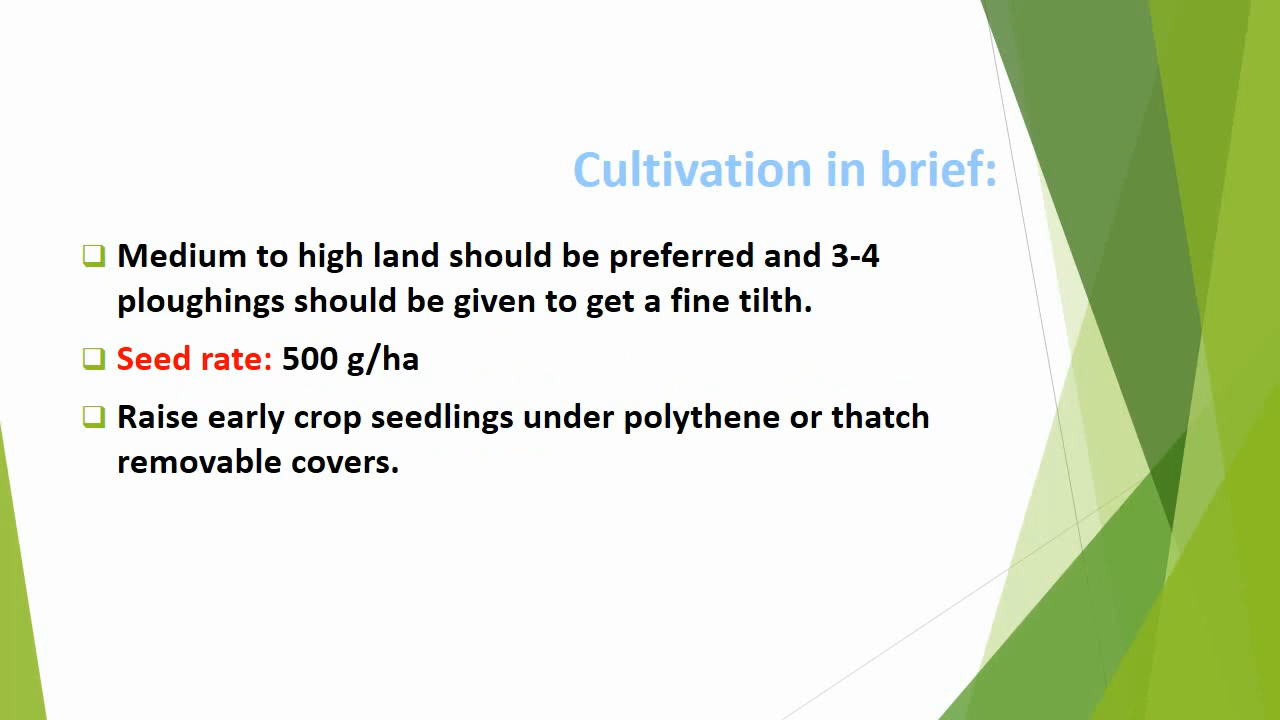 Cultivation in brief:
Medium to high land should be preferred and 3-4
ploughings should be given to get a fine tilth.
Seed rate: 500 g/ha
Raise early crop seedlings under polythene or thatch
removable covers.